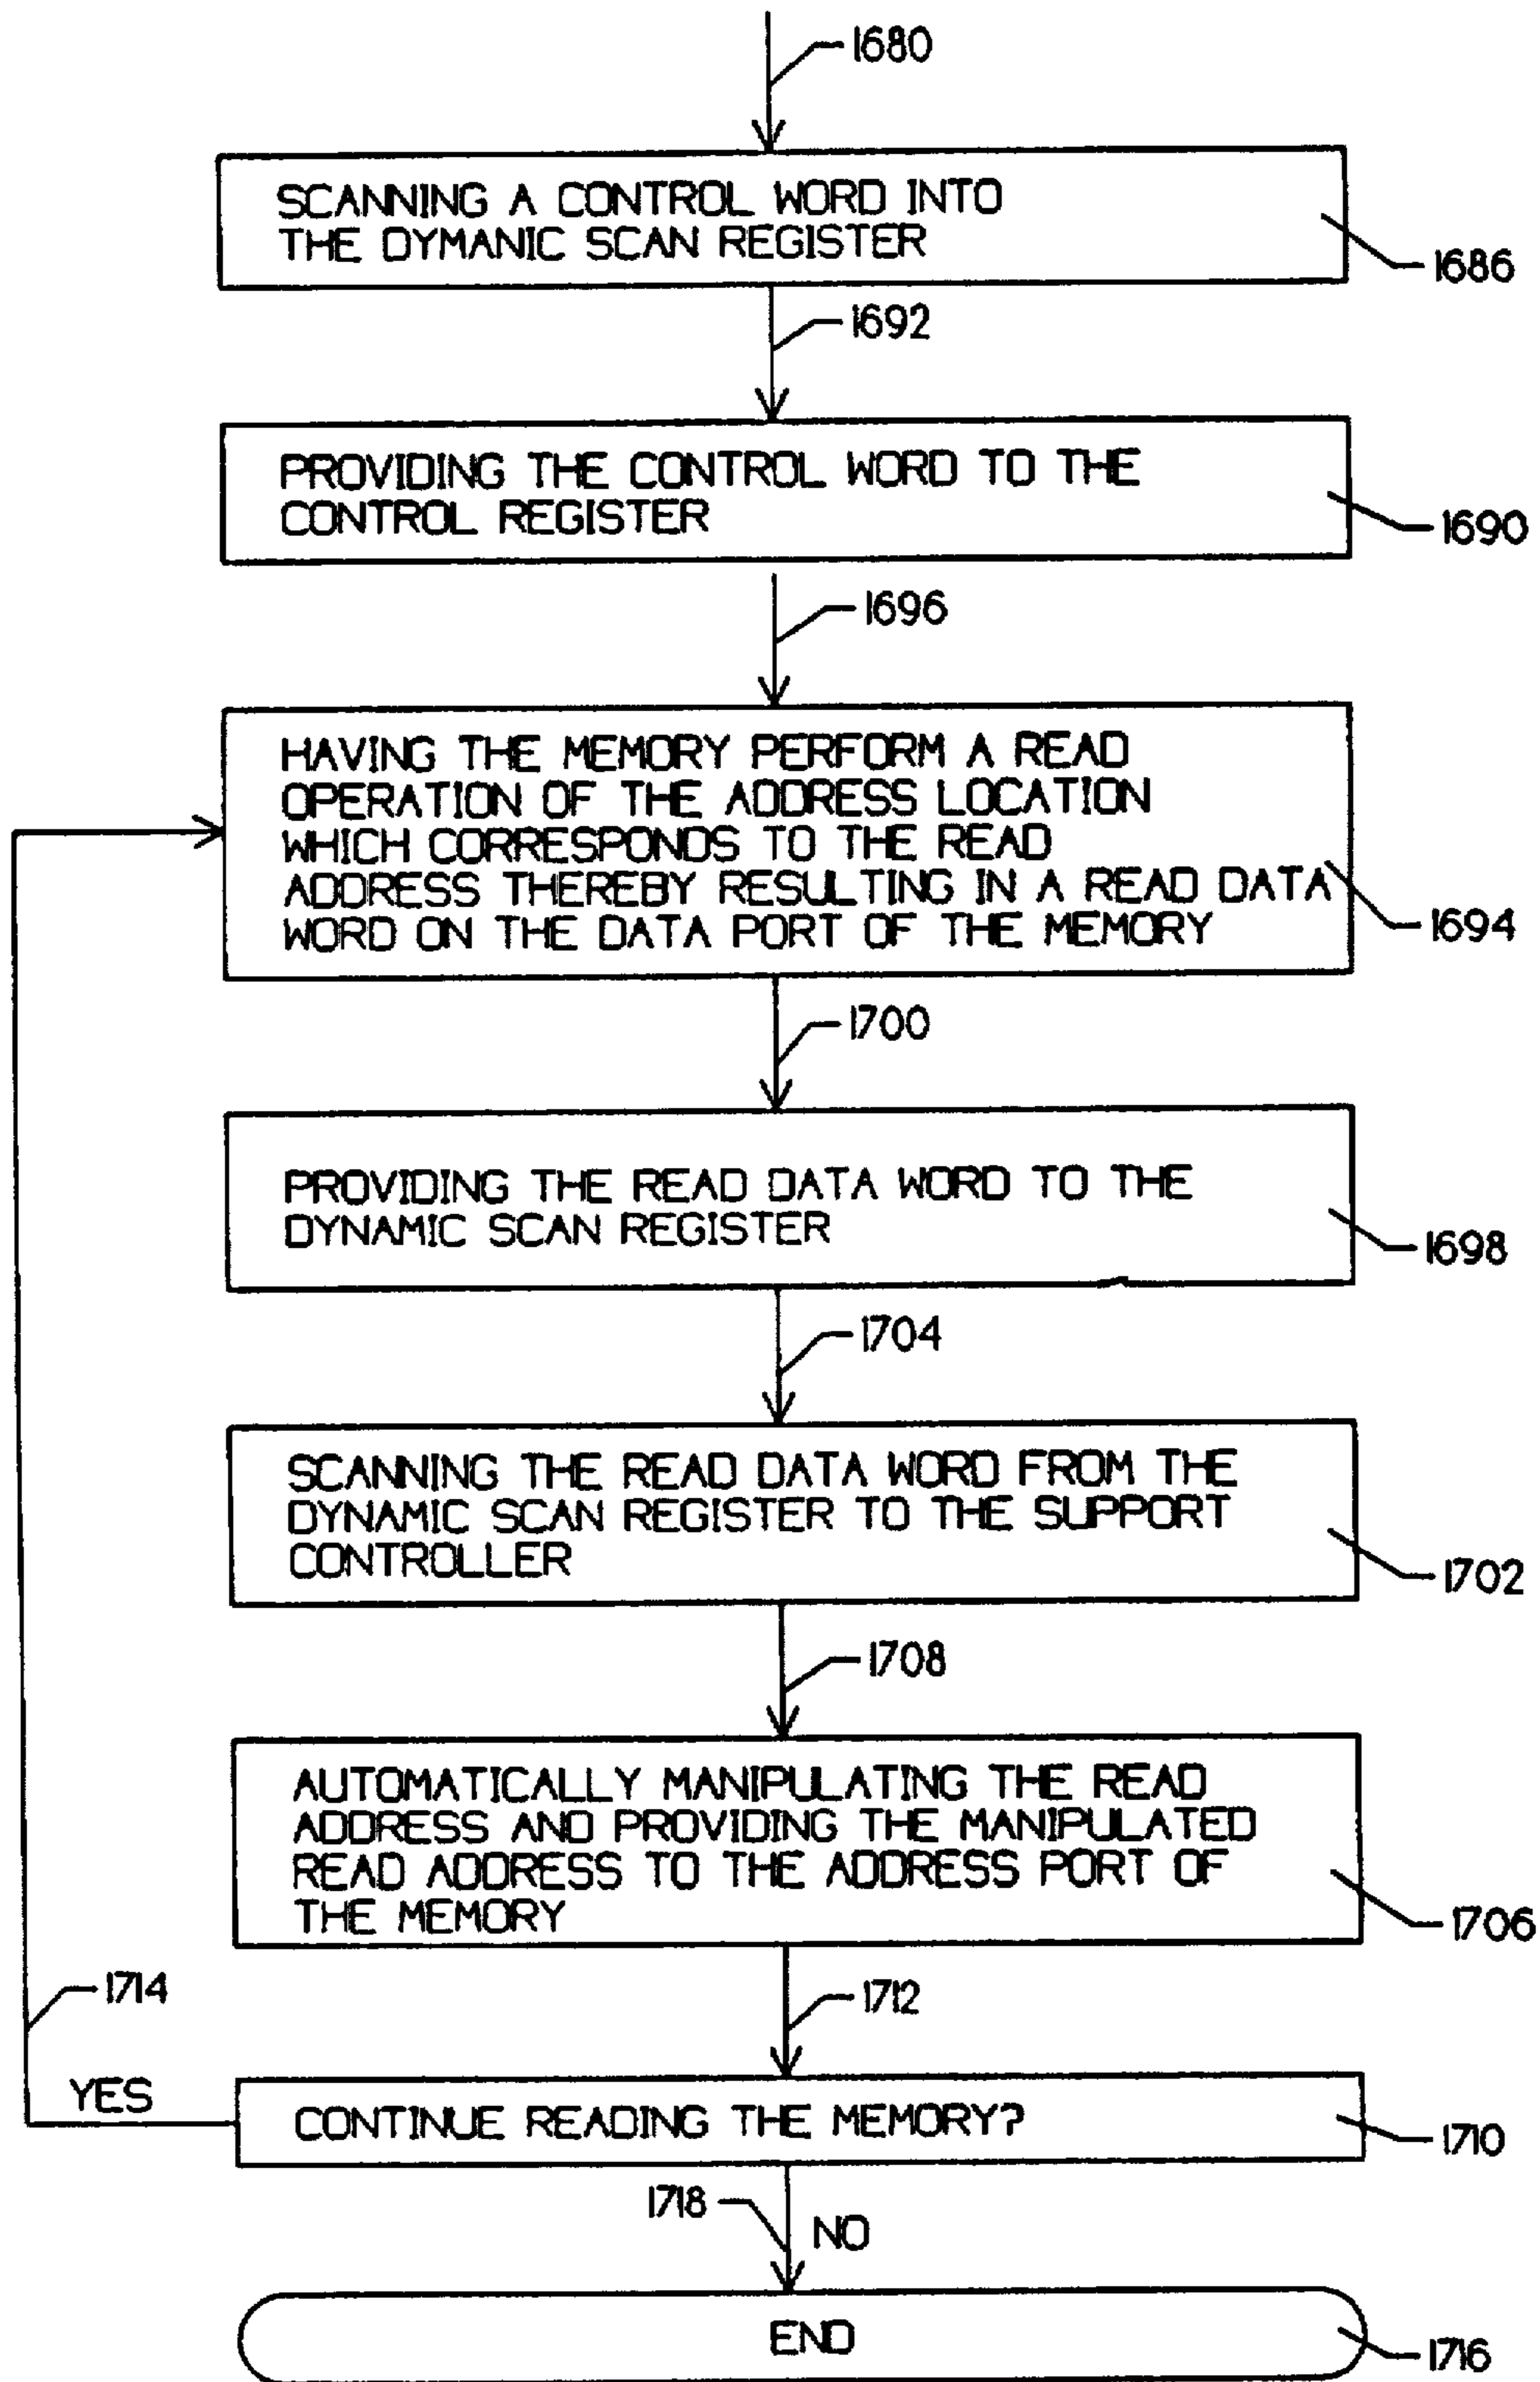 1680
SCANNING A CONTROL WORD INTO
THE DYMANIC SCAN REGISTER
1686
1692
PROVIDING THE CONTROL WORD TO THE
CONTROL REGISTER
1690
1696
HAVING THE MEMORY PERFORM A READ
OPERATION OF THE ADDRESS LOCATION
WHICH CORRESPONDS TO THE READ
ADDRESS THEREBY RESULTING IN A READ DATA
WORD ON THE DATA PORT OF THE MEMORY
1694
1700
PROVIDING THE READ DATA WORD TO THE
DYNAMIC SCAN REGISTER
1698
1704
SCANNING THE READ DATA WORD FROM THE
DYNAMIC SCAN REGISTER TO THE SUPPORT
CONTROLLER
1702
1708
AUTOMATICALLY MANIPULATING THE READ
ADDRESS AND PROVIDING THE MANIPULATED
READ ADDRESS TO THE ADDRESS PORT OF
THE MEMORY
1706
1714
1712
YES
CONTINUE READING THE MEMORY?
1710
1718
NO
END
1716